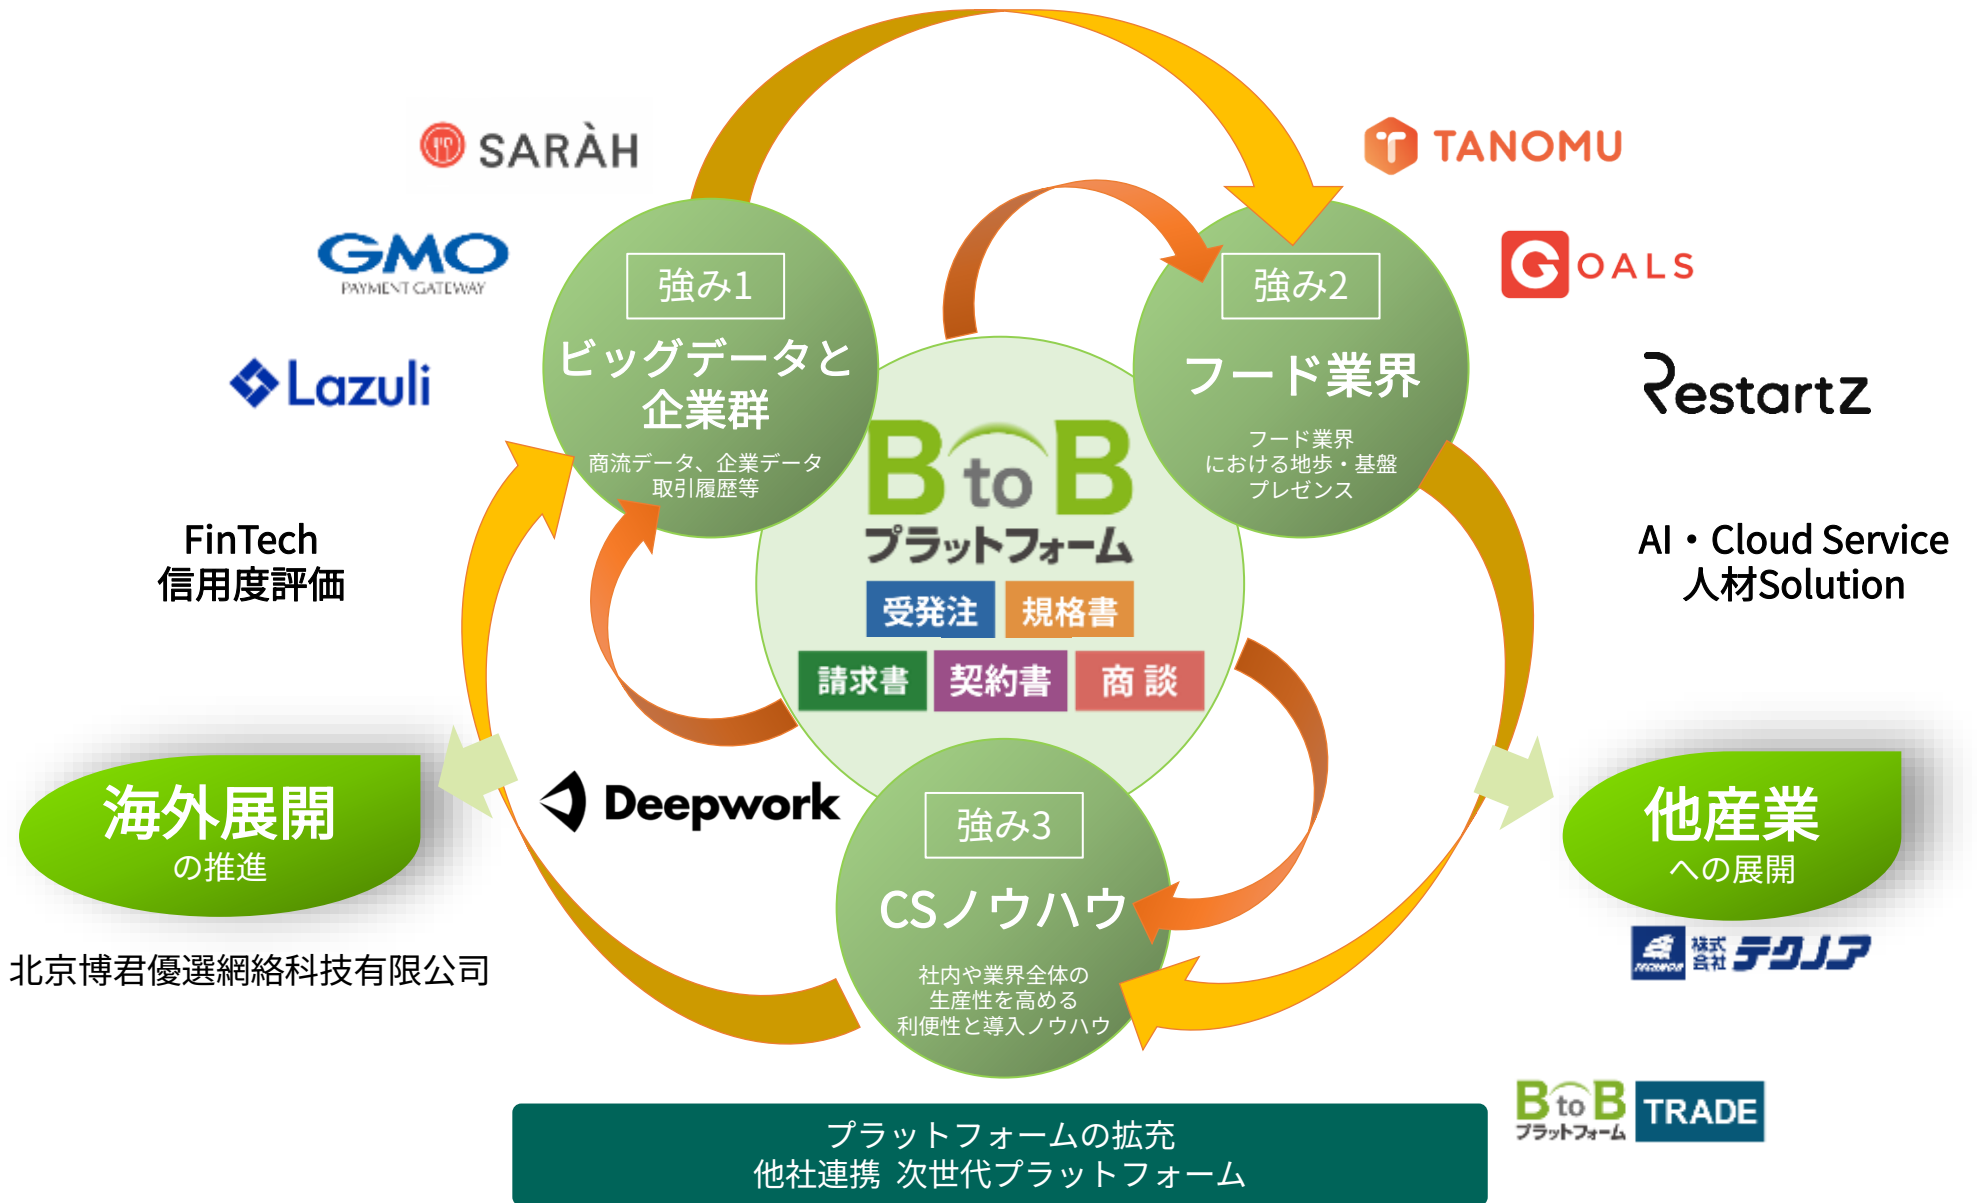 SARÀH
GMO
PAYMENT GATEWAY
Lazuli
FinTech
信用度評価
TANOMU
GOALS
Restartz
AI・Cloud Service
人材Solution
強み1
ビッグデータと
企業群
商流データ、企業データ
取引履歴等
強み2
フード業界
フード業界
における地歩・基盤
プレゼンス
BtoB
プラットフォーム
受発注
規格書
請求書
契約書
商談
Deepwork
強み3
CSノウハウ
社内や業界全体の
生産性を高める
利便性と導入ノウハウ
海外展開
の推進
北京博君優選網絡科技有限公司
他産業
への展開
TECHNOA
株式
会社
テクノア
BtoB
プラットフォーム
TRADE
プラットフォームの拡充
他社連携 次世代プラットフォーム